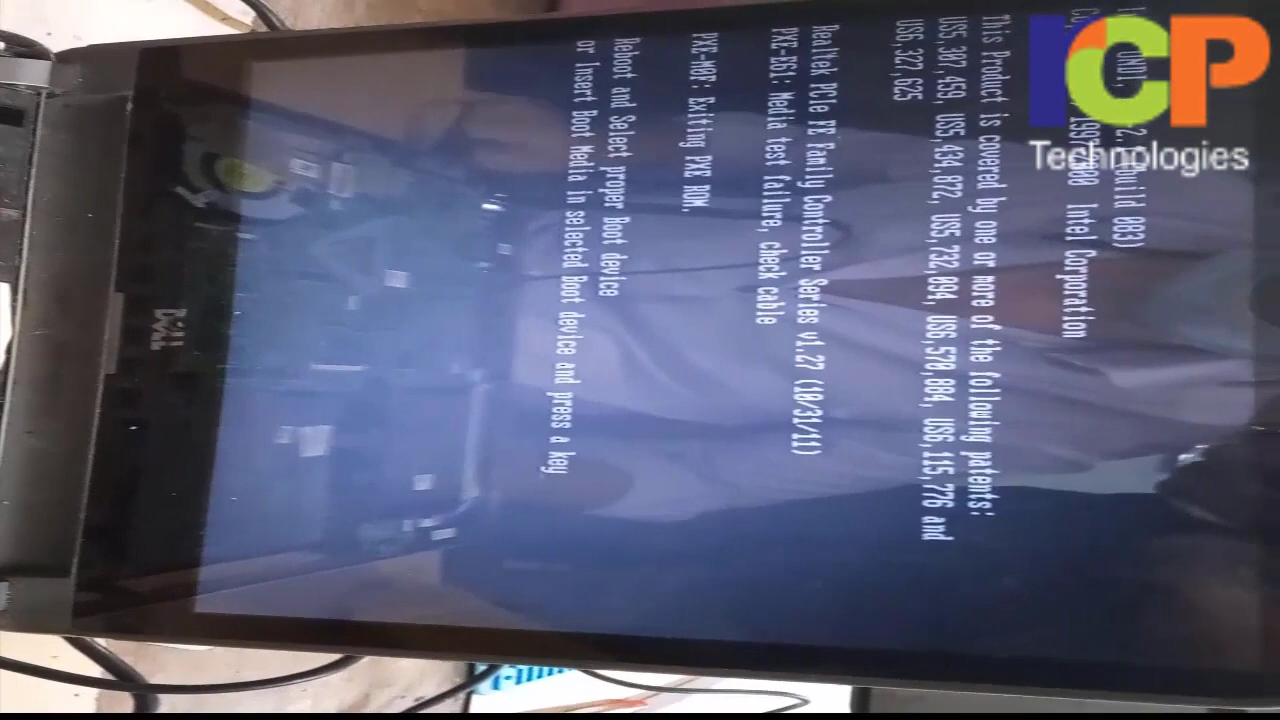 ICP
Technologies
UNDI,
Build 083)
Intel Corporation
This Product is covered by one or more of the following patents:
US5,307,459, US5,434,872, US5,732,094, US6,570,884, US6,115,776 and
US6,327,625
Realtek PCIe FE Family Controller Series v1.27 (10/31/11)
PXE-E61: Media test failure, check cable
PXE-M0F: Exiting PXE ROM.
Reboot and Select proper Boot device
or Insert Boot Media in selected Boot device and press a key
DELL